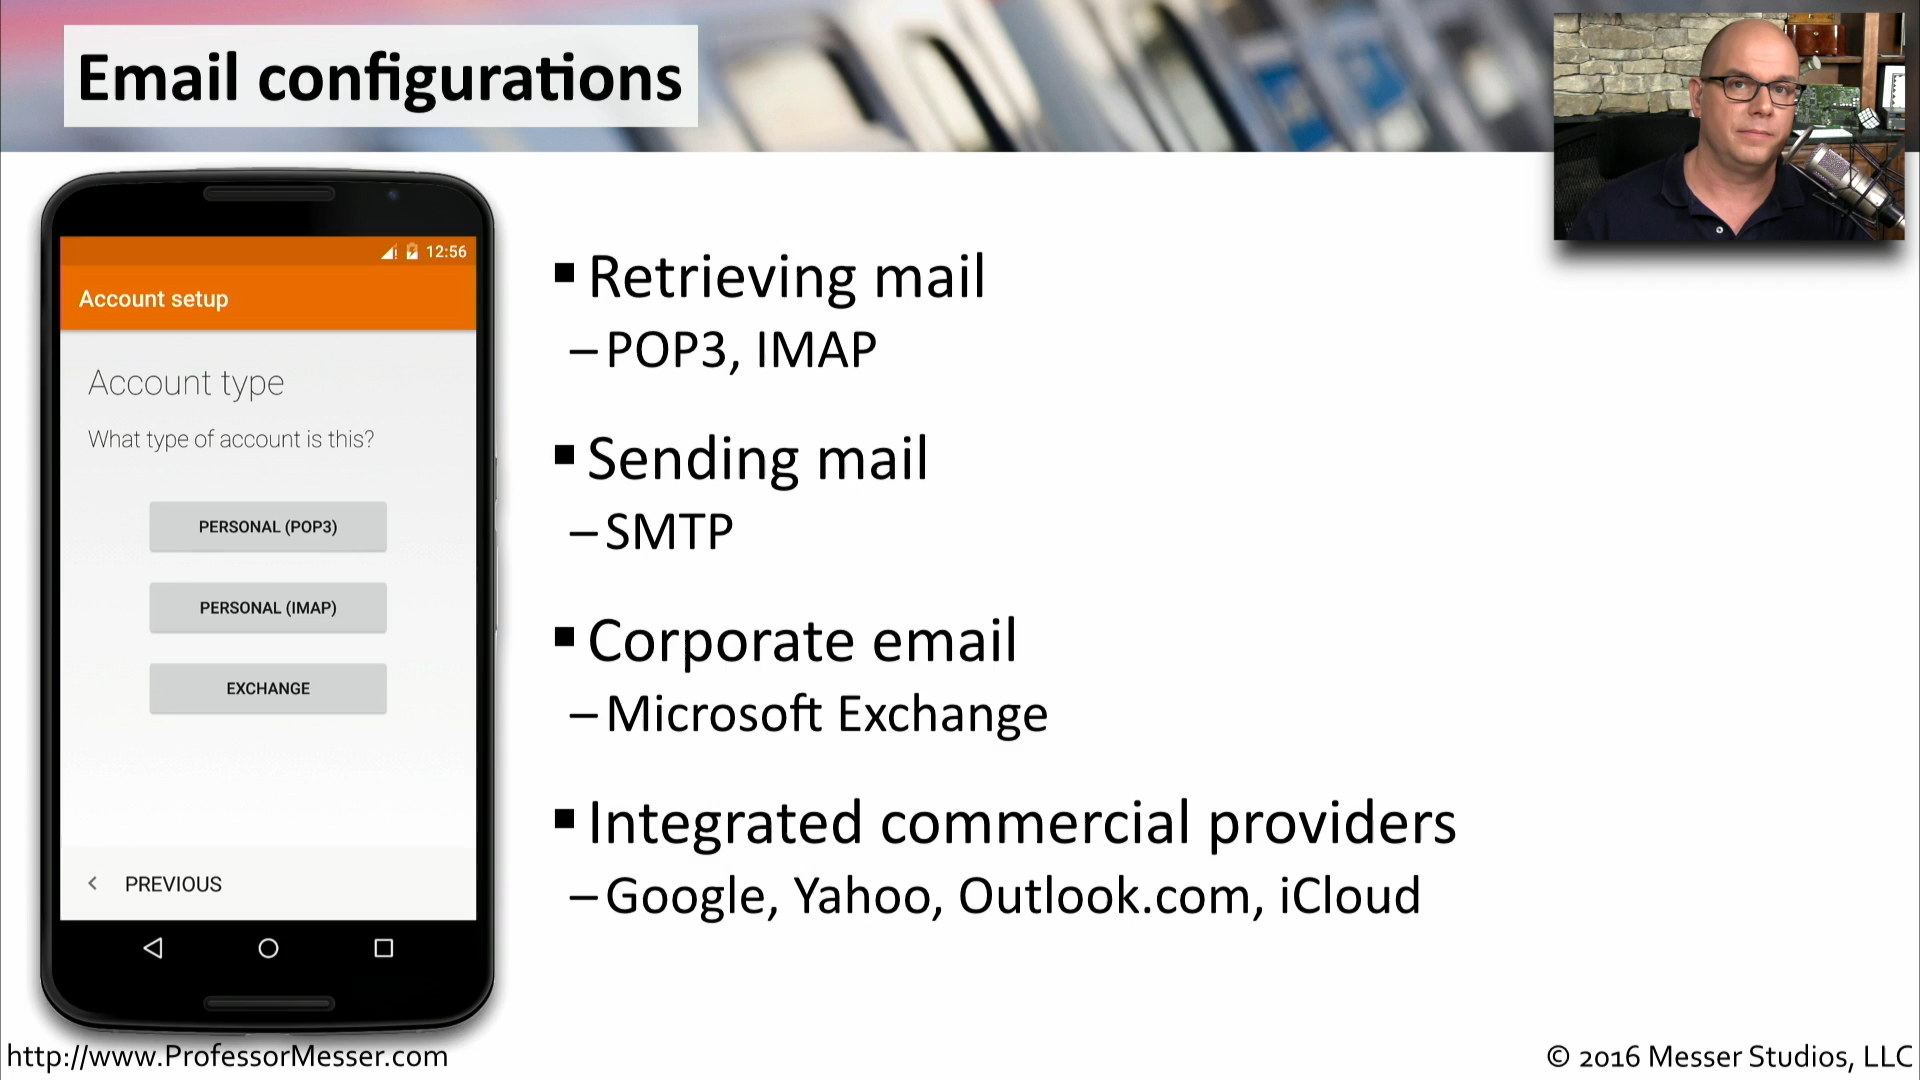 Email configurations
12:56
Account setup
Account type
What type of account is this?
PERSONAL (POP3)
PERSONAL (IMAP)
EXCHANGE
< PREVIOUS
▪ Retrieving mail
– POP3, IMAP
▪ Sending mail
– SMTP
▪ Corporate email
– Microsoft Exchange
▪ Integrated commercial providers
– Google, Yahoo, Outlook.com, iCloud
http://www.ProfessorMesser.com
© 2016 Messer Studios, LLC